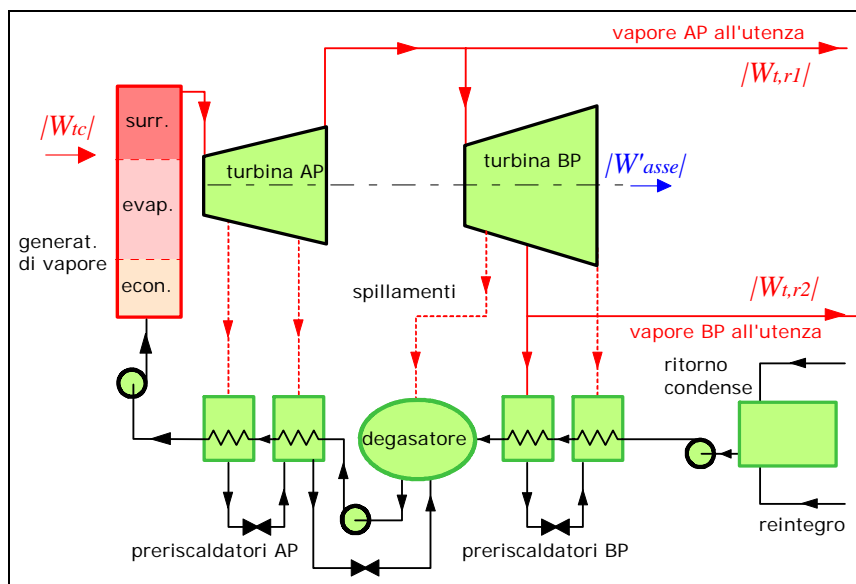 vapore AP all'utenza
|Wt,r1|
|Wtc|
surr.
evap.
econ.
generat.
di vapore
turbina AP
turbina BP
|W'asse|
spillamenti
|Wt,r2|
vapore BP all'utenza
ritorno
condense
degasatore
reintegro
preriscaldatori AP
preriscaldatori BP